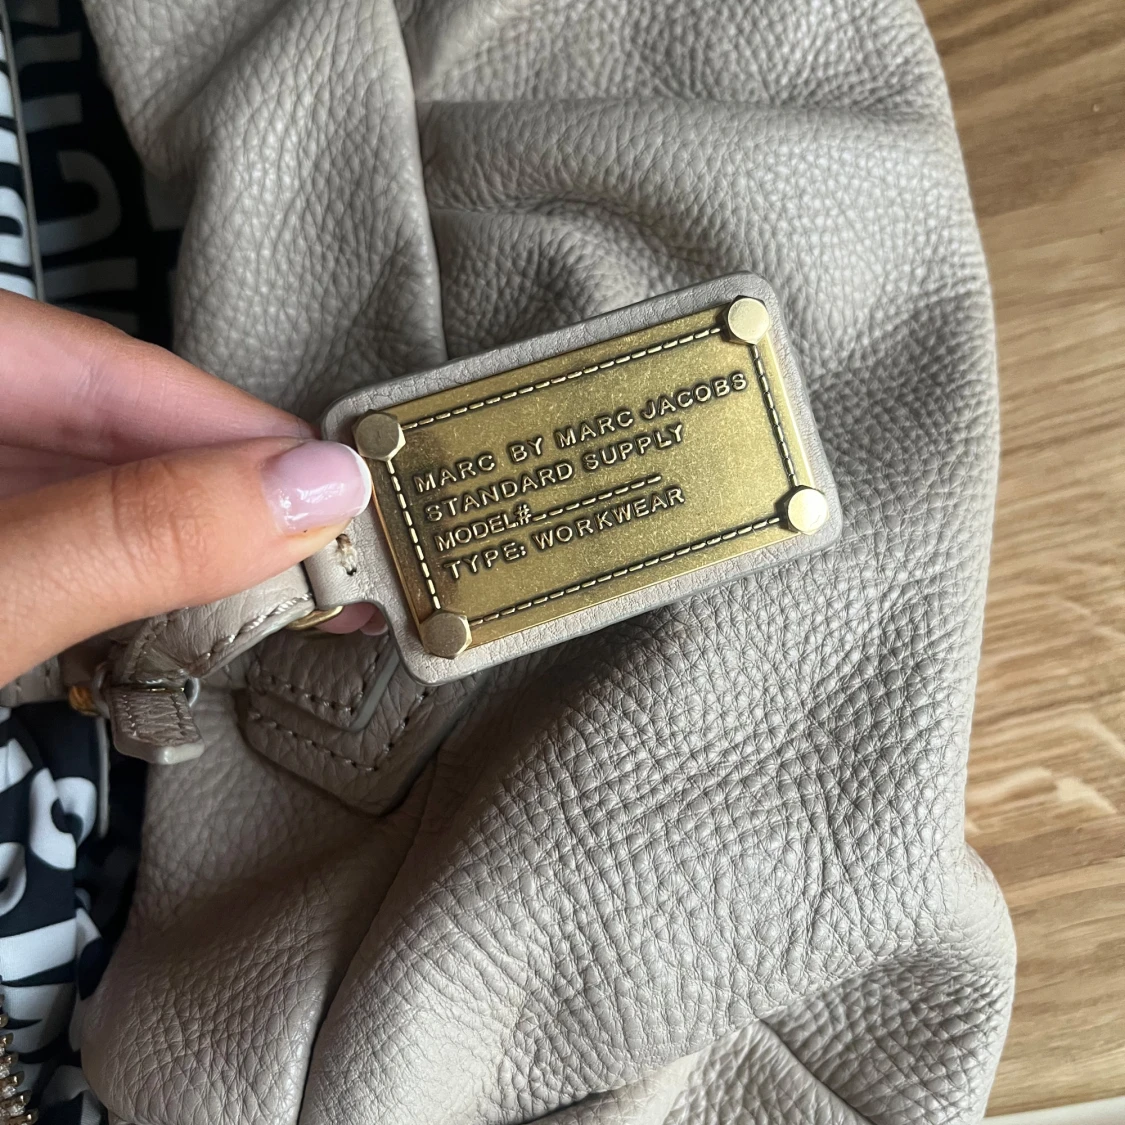 MARC BY MARC JACOBS
STANDARD SUPPLY
MODEL#
TYPE: WORKWEAR